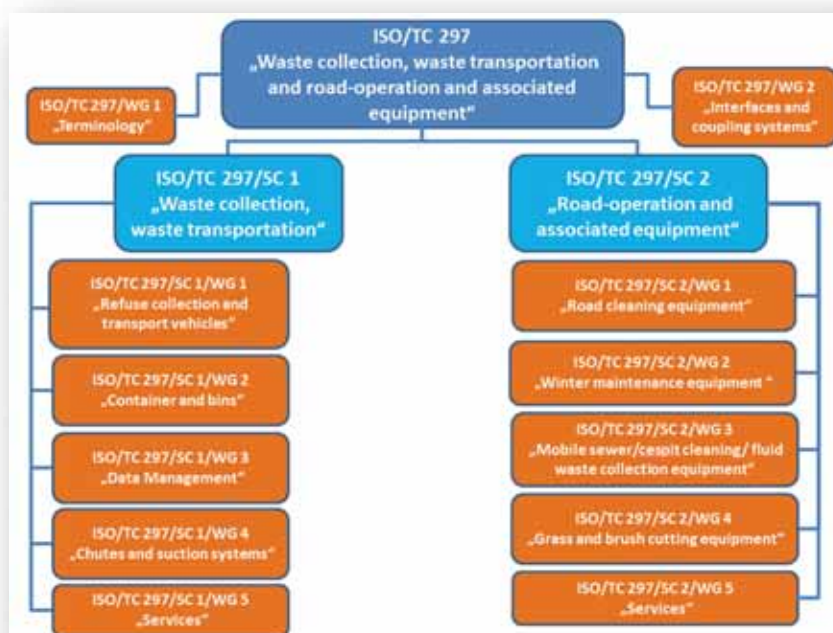 ISO/TC 297
„Waste collection, waste transportation
and road-operation and associated
equipment“
ISO/TC 297/WG 1
„Terminology“
ISO/TC 297/WG 2
„Interfaces and
coupling systems“
ISO/TC 297/SC 1
„Waste collection,
waste transportation“
ISO/TC 297/SC 2
„Road-operation and
associated equipment“
ISO/TC 297/SC 1/WG 1
„Refuse collection and
transport vehicles“
ISO/TC 297/SC 1/WG 2
„Container and bins“
ISO/TC 297/SC 1/WG 3
„Data Management“
ISO/TC 297/SC 1/WG 4
„Chutes and suction systems“
ISO/TC 297/SC 1/WG 5
„Services“
ISO/TC 297/SC 2/WG 1
„Road cleaning equipment“
ISO/TC 297/SC 2/WG 2
„Winter maintenance equipment “
ISO/TC 297/SC 2/WG 3
„Mobile sewer/cespit cleaning/ fluid
waste collection equipment“
ISO/TC 297/SC 2/WG 4
„Grass and brush cutting equipment“
ISO/TC 297/SC 2/WG 5
„Services“